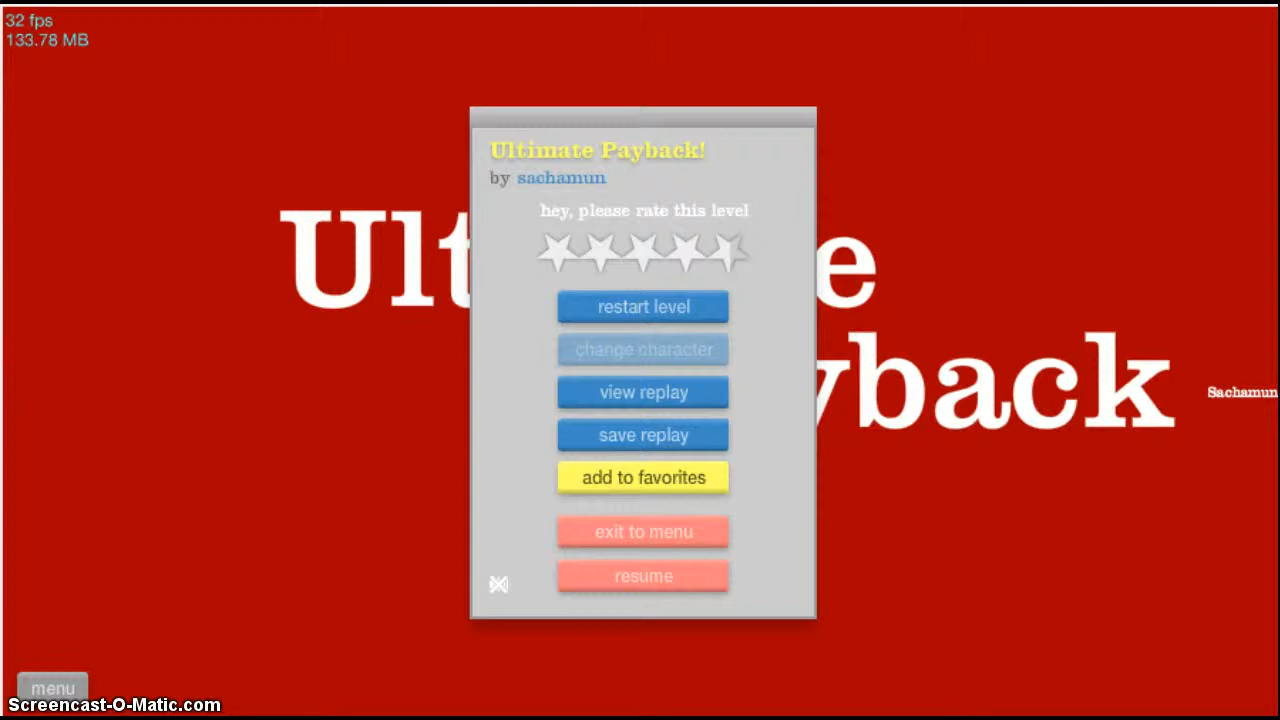 32 fps
133.78 MB
Ultimate Payback!
by sachamun
hey, please rate this level
Ult e
yback
Sachamun
restart level
change character
view replay
save replay
add to favorites
exit to menu
resume
menu
Screencast-O-Matic.com